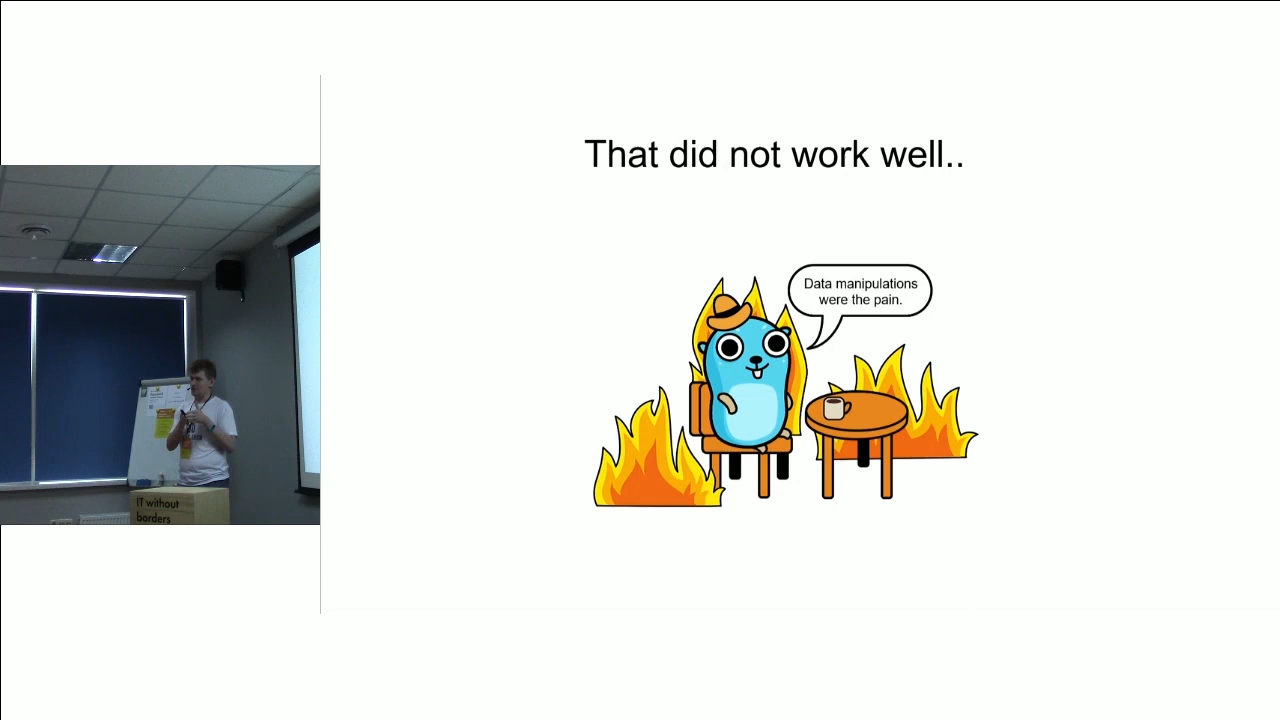 That did not work well..
Data manipulations
were the pain.
IT without
borders